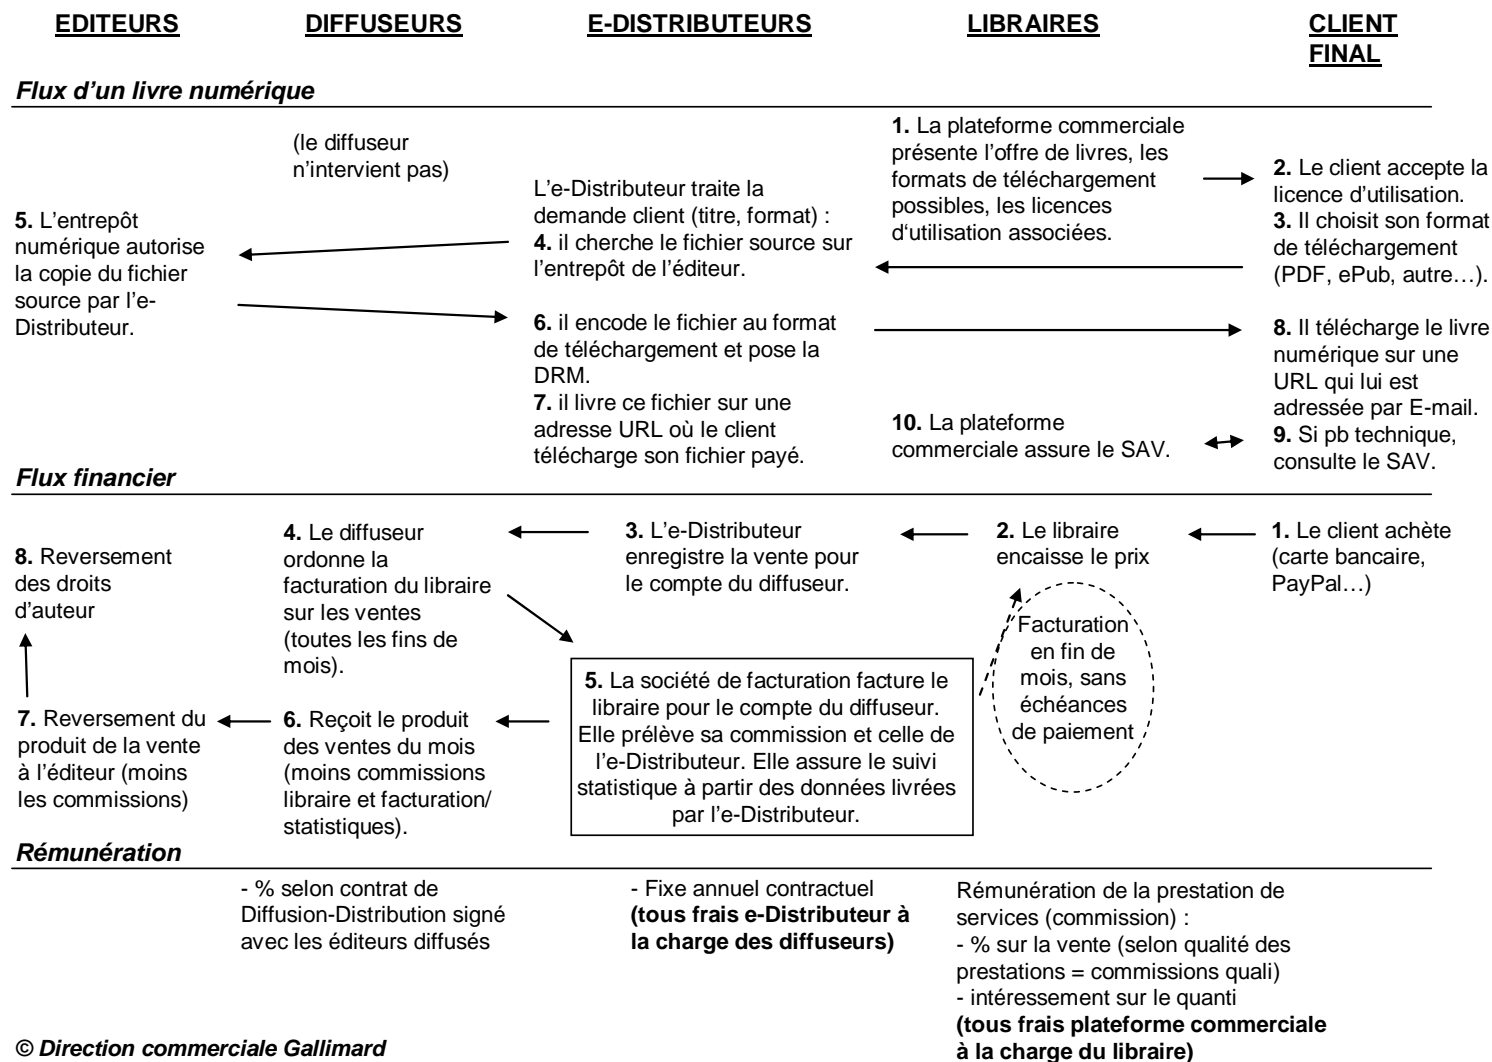 EDITEURS DIFFUSEURS E-DISTRIBUTEURS LIBRAIRES CLIENT
FINAL
Flux d’un livre numérique
(le diffuseur
n’intervient pas)
5. L’entrepôt
numérique autorise
la copie du fichier
source par l’e-
Distributeur.
L’e-Distributeur traite la
demande client (titre, format) :
4. il cherche le fichier source sur
l’entrepôt de l’éditeur.
6. il encode le fichier au format
de téléchargement et pose la
DRM.
7. il livre ce fichier sur une
adresse URL où le client
télécharge son fichier payé.
1. La plateforme commerciale
présente l’offre de livres, les
formats de téléchargement
possibles, les licences
d‘utilisation associées.
10. La plateforme
commerciale assure le SAV.
2. Le client accepte la
licence d’utilisation.
3. Il choisit son format
de téléchargement
(PDF, ePub, autre…).
8. Il télécharge le livre
numérique sur une
URL qui lui est
adressée par E-mail.
9. Si pb technique,
consulte le SAV.
Flux financier
1. Le client achète
(carte bancaire,
PayPal…)
2. Le libraire
encaisse le prix
Facturation
en fin de
mois, sans
échéances
de paiement
3. L’e-Distributeur
enregistre la vente pour
le compte du diffuseur.
4. Le diffuseur
ordonne la
facturation du libraire
sur les ventes
(toutes les fins de
mois).
5. La société de facturation facture le
libraire pour le compte du diffuseur.
Elle prélève sa commission et celle de
l’e-Distributeur. Elle assure le suivi
statistique à partir des données livrées
par l’e-Distributeur.
6. Reçoit le produit
des ventes du mois
(moins commissions
libraire et facturation/
statistiques).
7. Reversement du
produit de la vente
à l’éditeur (moins
les commissions)
8. Reversement
des droits
d’auteur
Rémunération
- % selon contrat de
Diffusion-Distribution signé
avec les éditeurs diffusés
- Fixe annuel contractuel
(tous frais e-Distributeur à
la charge des diffuseurs)
Rémunération de la prestation de
services (commission) :
- % sur la vente (selon qualité des
prestations = commissions quali)
- intéressement sur le quanti
(tous frais plateforme commerciale
à la charge du libraire)
© Direction commerciale Gallimard